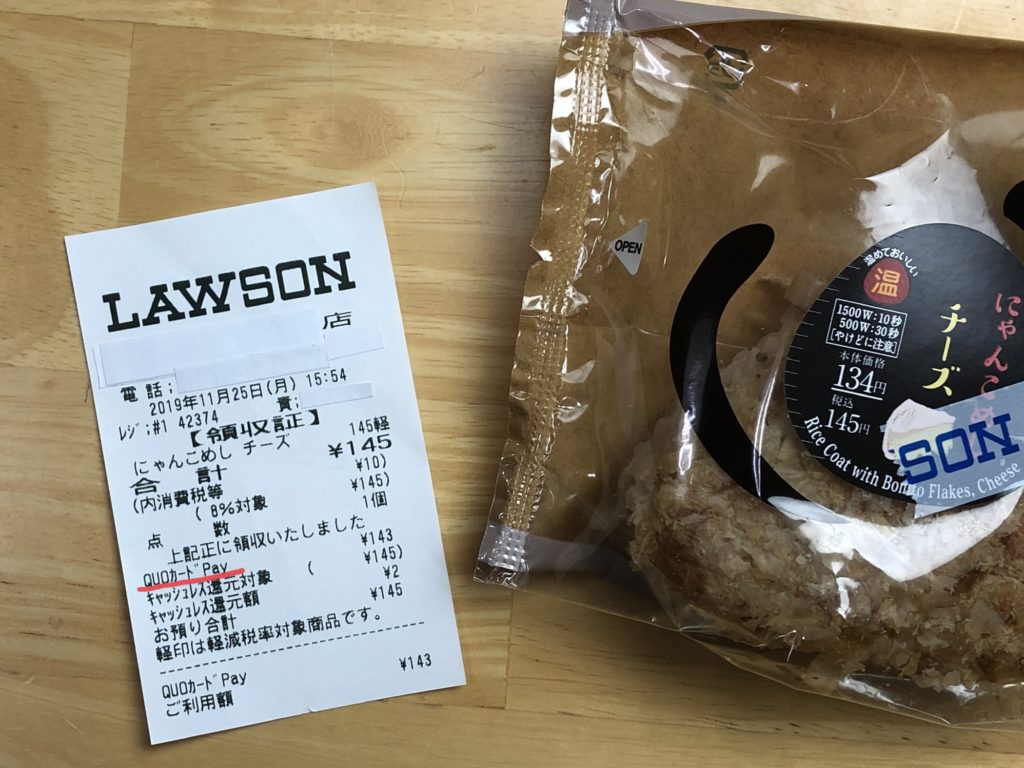 LAWSON
店
電話;
2019年11月25日(月) 15:54
ﾚｼﾞ;#1 42374 責:
【領収証】
にゃんこめし チーズ 145軽
合 計 ¥145
(内消費税等 ¥10)
( 8%対象 ¥145)
点 数 1個
上記正に領収いたしました
QUOｶｰﾄﾞPay ¥143
ｷｬｯｼｭﾚｽ還元対象 ( ¥145)
ｷｬｯｼｭﾚｽ還元額 ¥2
お預り合計 ¥145
軽印は軽減税率対象商品です。
QUOｶｰﾄﾞPay ¥143
ご利用額
OPEN
温めておいしい
温
1500W:10秒
500W:30秒
[やけどに注意]
本体価格
134円
税込
145円
にゃんこめ
チーズ
SON
Rice Coat with Bonito Flakes, Cheese